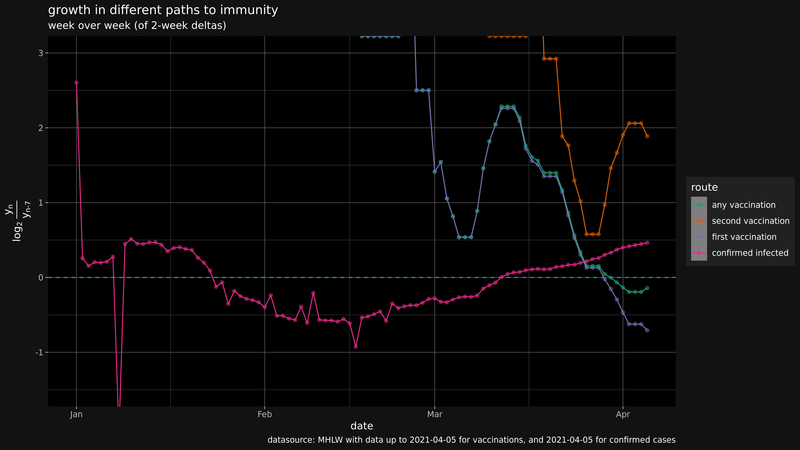 growth in different paths to immunity
week over week (of 2-week deltas)
3
2
1
0
-1
log2 yn
yn-7
Jan
Feb
Mar
Apr
date
route
any vaccination
second vaccination
first vaccination
confirmed infected
datasource: MHLW with data up to 2021-04-05 for vaccinations, and 2021-04-05 for confirmed cases